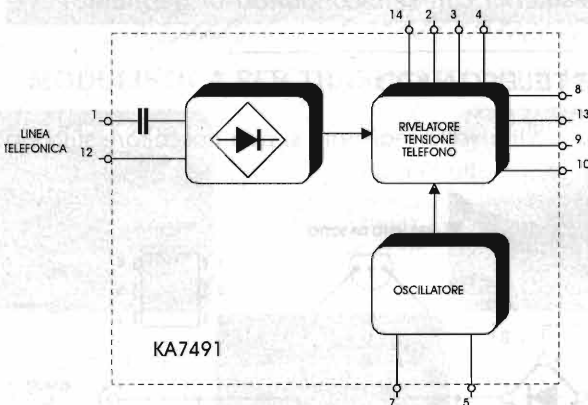 14 2 3 4
8
1
13
LINEA
TELEFONICA
RIVELATORE
TENSIONE
TELEFONO
9
12
10
OSCILLATORE
KA7491
7 5